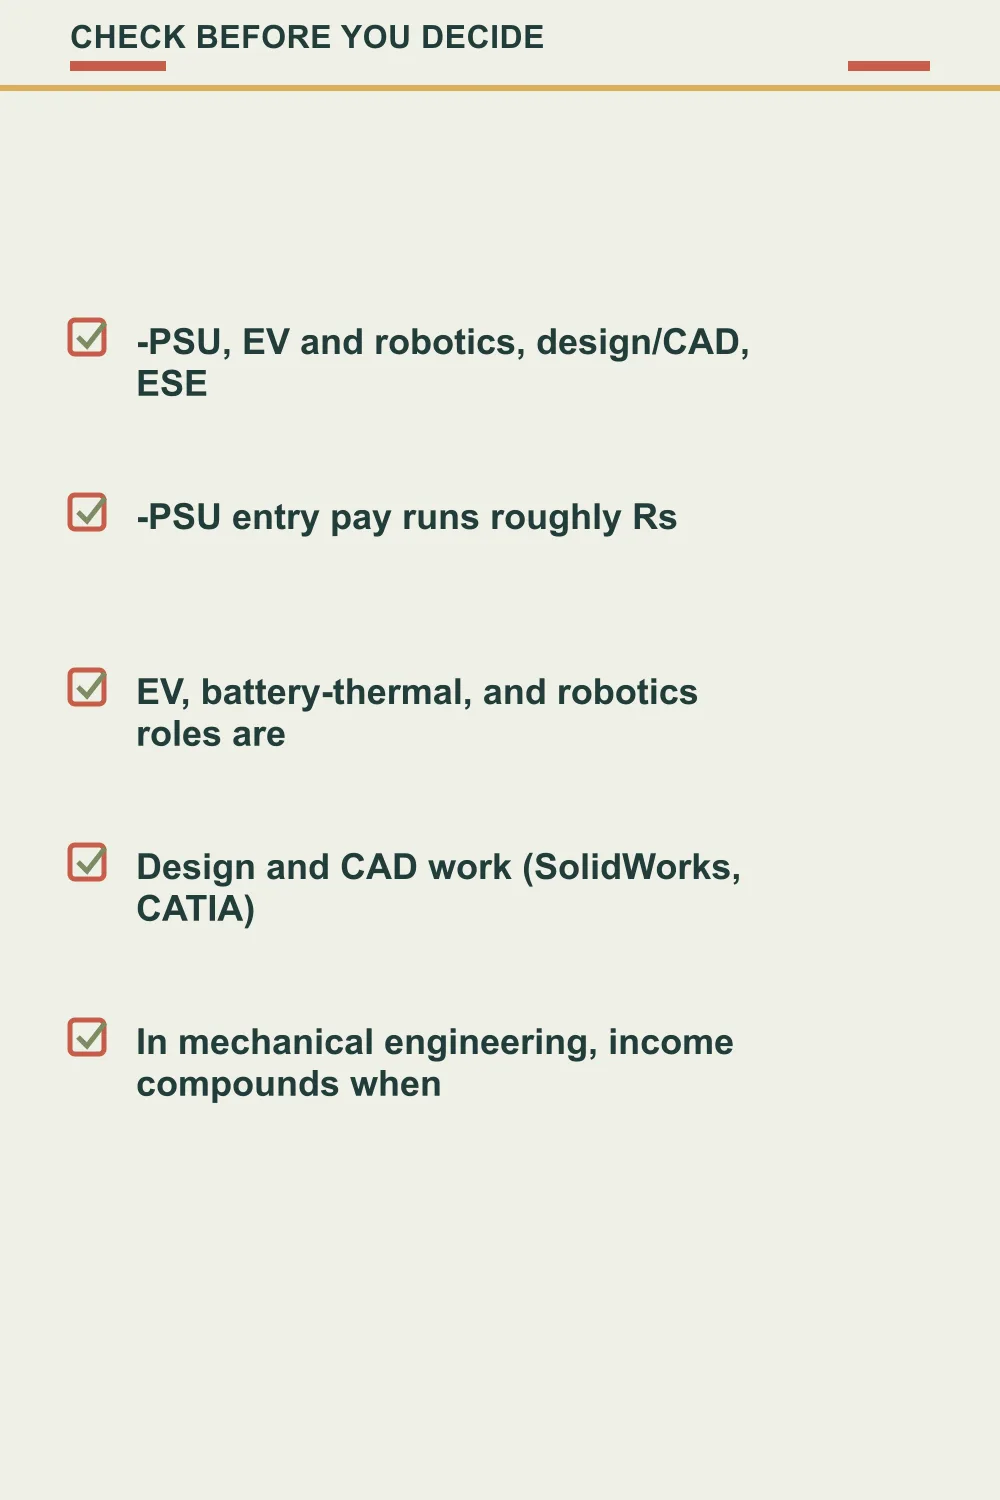 CHECK BEFORE YOU DECIDE
-PSU, EV and robotics, design/CAD,
ESE
-PSU entry pay runs roughly Rs
EV, battery-thermal, and robotics
roles are
Design and CAD work (SolidWorks,
CATIA)
In mechanical engineering, income
compounds when